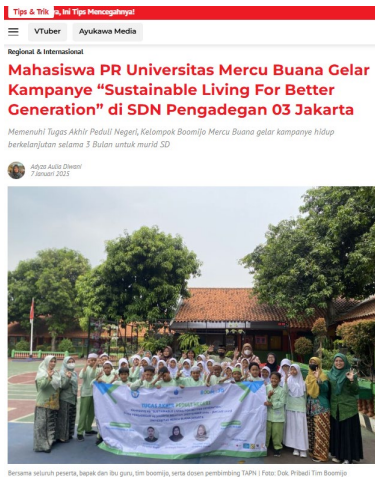 Tips & Trik
a, Ini Tips Mencegahnya!
VTuber
Ayukawa Media
Regional & Internasional
Mahasiswa PR Universitas Mercu Buana Gelar
Kampanye “Sustainable Living For Better
Generation” di SDN Pengadegan 03 Jakarta
Memenuhi Tugas Akhir Peduli Negeri, Kelompok Boomijo Mercu Buana gelar kampanye hidup
berkelanjutan selama 3 Bulan untuk murid SD
Adyza Aulia Diwani
7 Januari 2025
Bersama seluruh peserta, bapak dan ibu guru, tim boomijo, serta dosen pembimbing TAPN | Foto: Dok. Pribadi Tim Boomijo